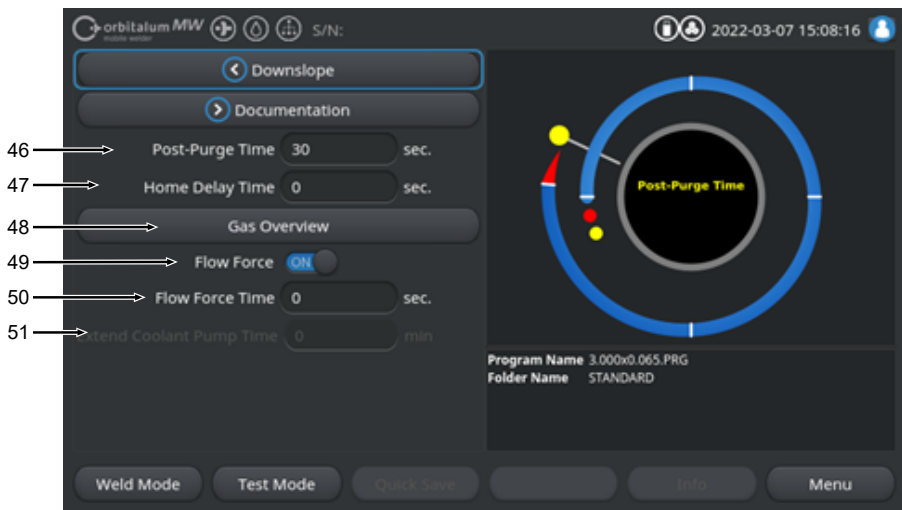 orbitalum MW S/N: 2022-03-07 15:08:16
mobile welder
Downslope
Documentation
46 Post-Purge Time 30 sec.
47 Home Delay Time 0 sec.
48 Gas Overview
49 Flow Force ON
50 Flow Force Time 0 sec.
51 Extend Coolant Pump Time 0 min
Post-Purge Time
Program Name 3.000x0.065.PRG
Folder Name STANDARD
Weld Mode Test Mode Quick Save Info Menu